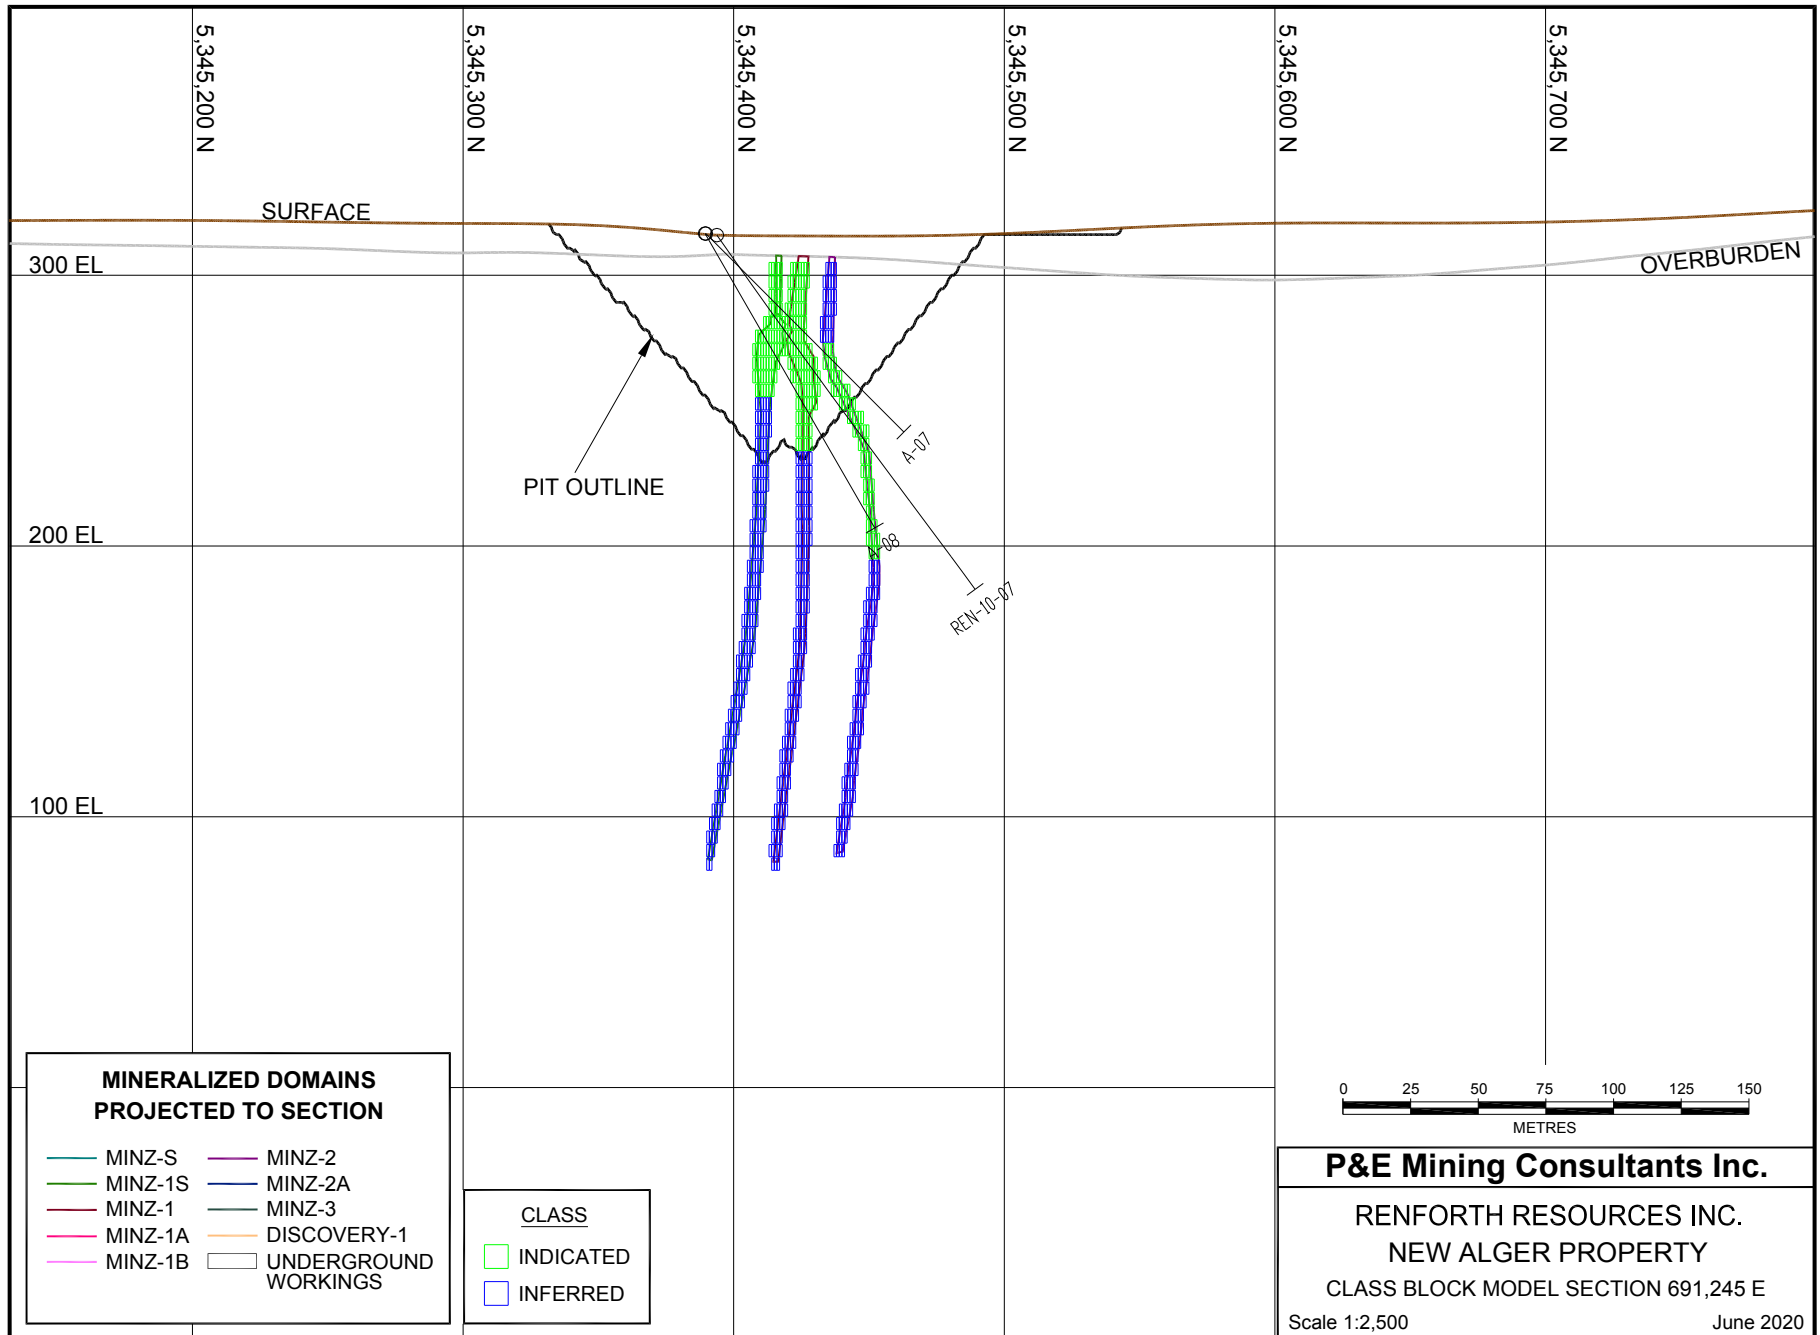 5,345,200 N
5,345,300 N
5,345,400 N
5,345,500 N
5,345,600 N
5,345,700 N
SURFACE
OVERBURDEN
300 EL
A-07
PIT OUTLINE
200 EL
A-08
REN-10-07
100 EL
MINERALIZED DOMAINS
PROJECTED TO SECTION
MINZ-S
MINZ-2
MINZ-1S
MINZ-2A
MINZ-1
MINZ-3
MINZ-1A
DISCOVERY-1
MINZ-1B
UNDERGROUND
WORKINGS
CLASS
INDICATED
INFERRED
0 25 50 75 100 125 150
METRES
P&E Mining Consultants Inc.
RENFORTH RESOURCES INC.
NEW ALGER PROPERTY
CLASS BLOCK MODEL SECTION 691,245 E
Scale 1:2,500 June 2020